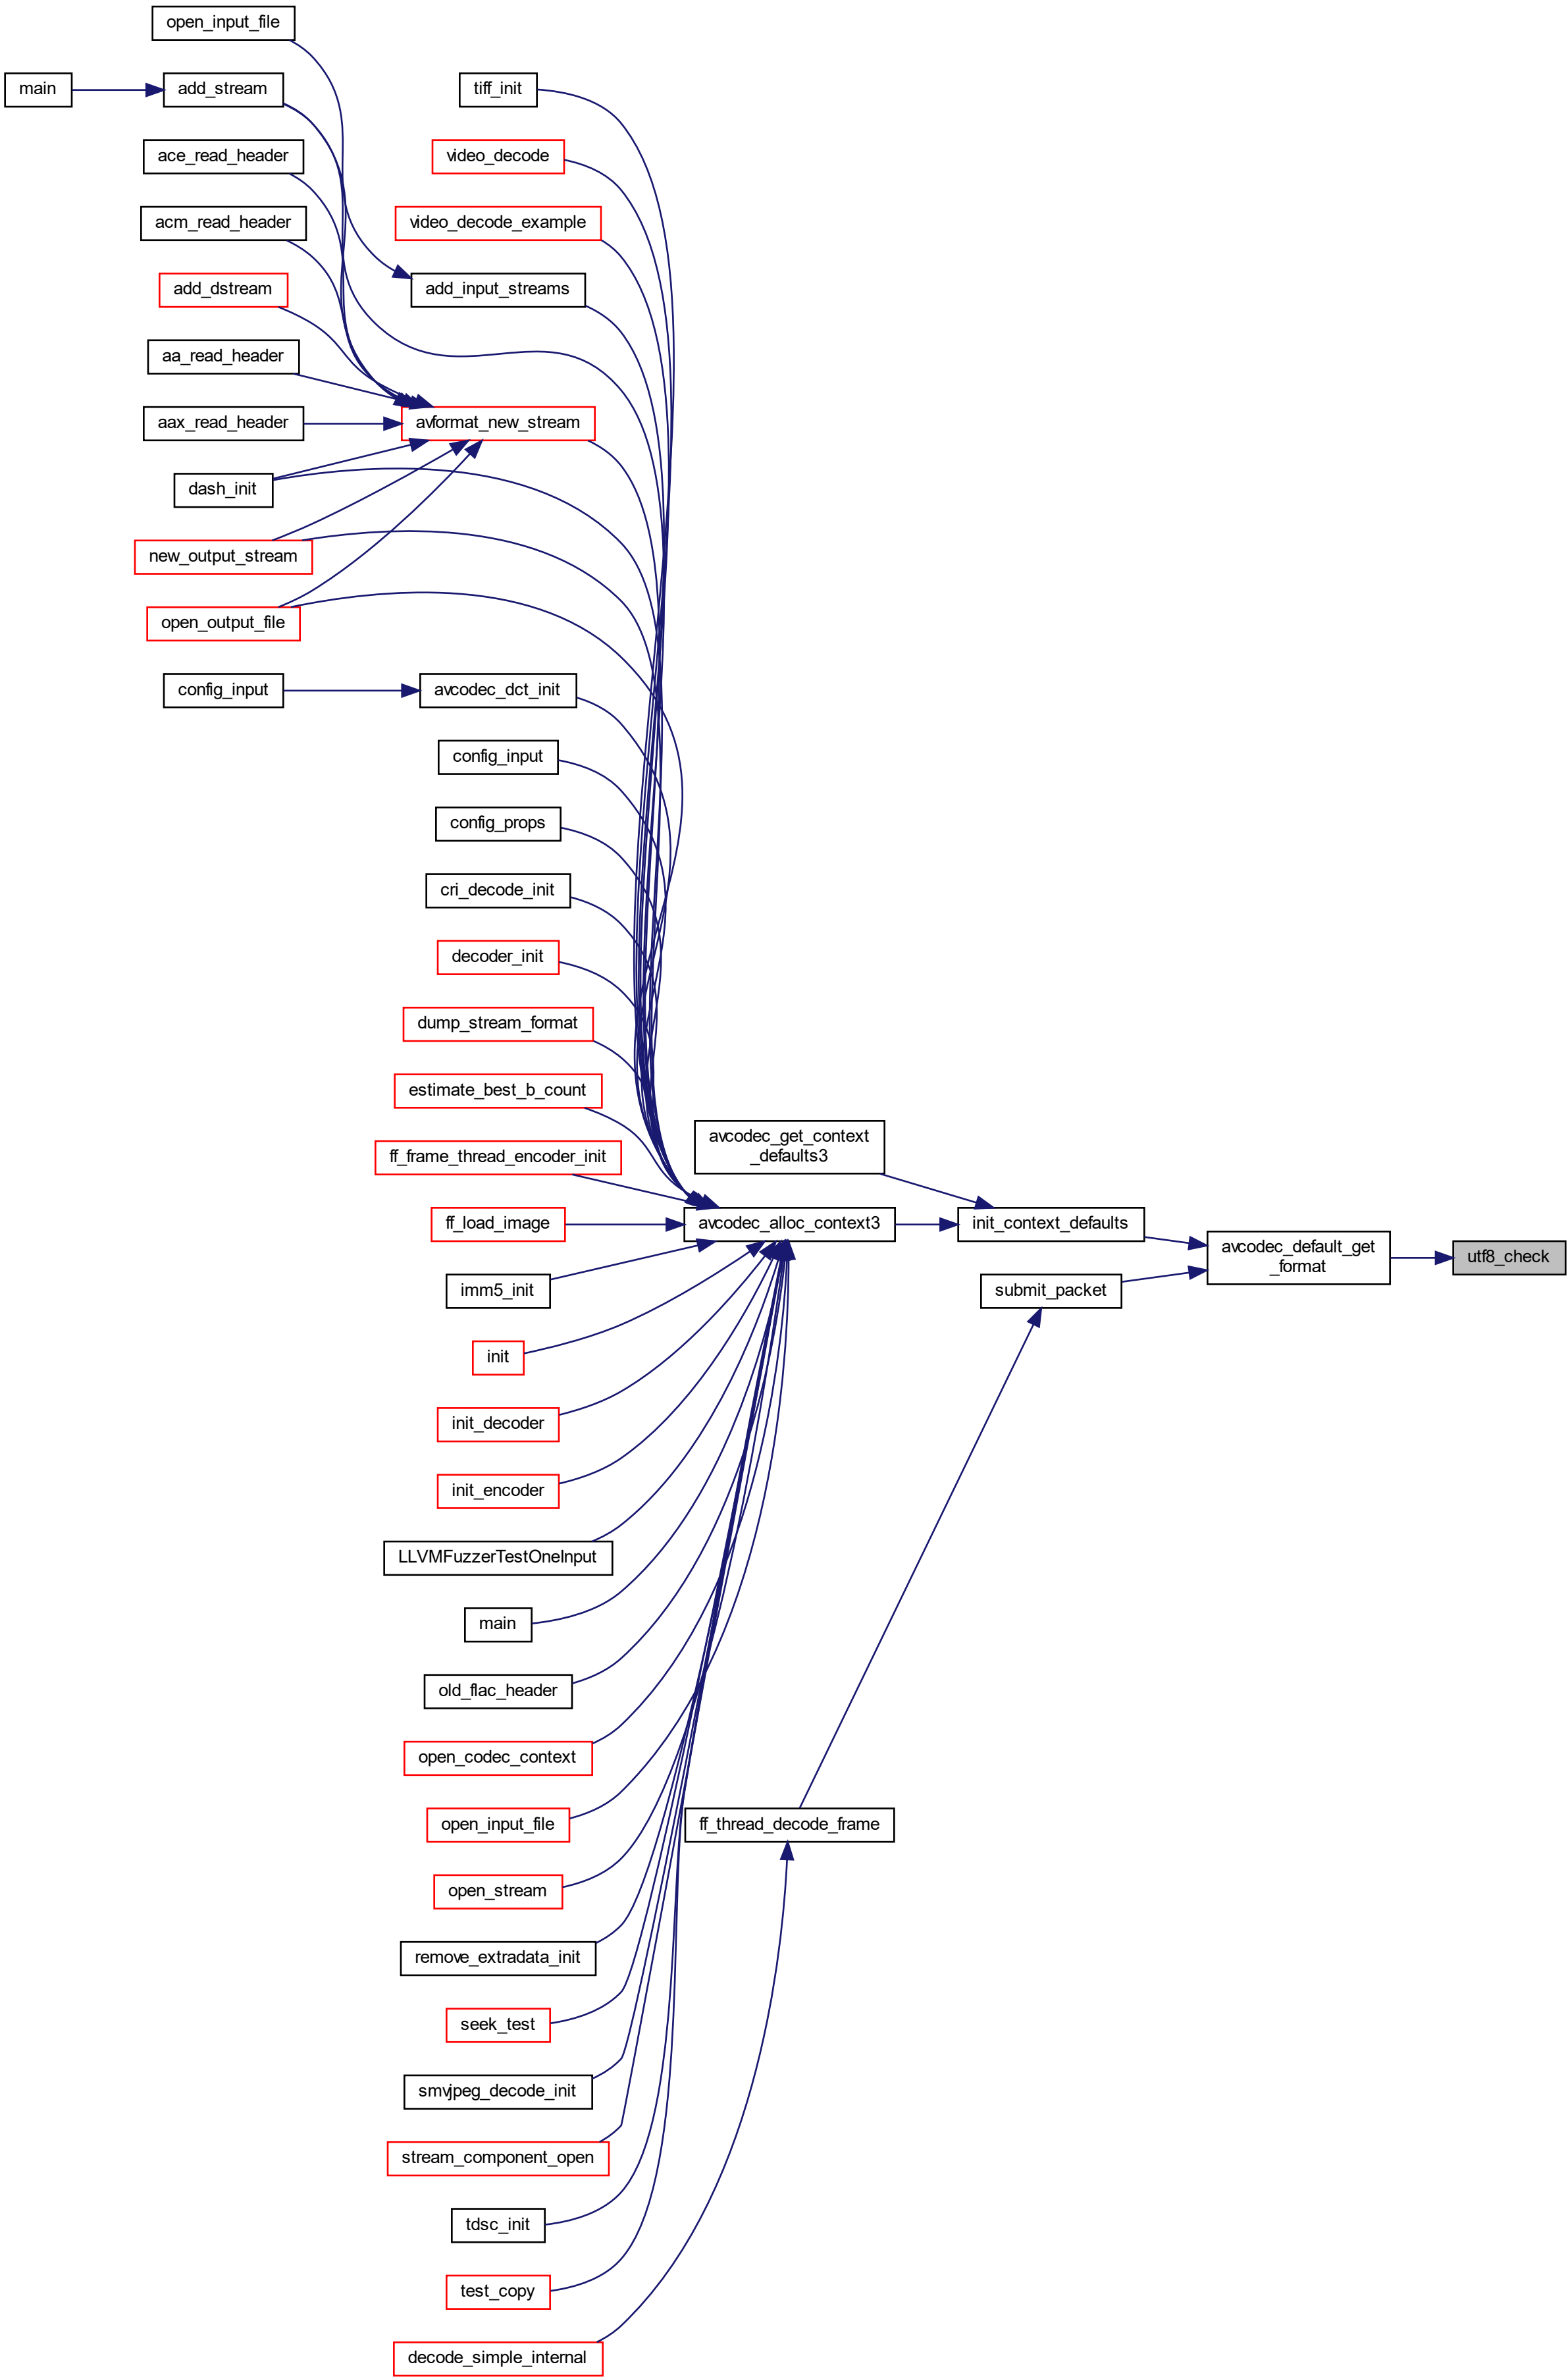 open_input_file
main
add_stream
tiff_init
ace_read_header
video_decode
acm_read_header
video_decode_example
add_dstream
add_input_streams
aa_read_header
aax_read_header
avformat_new_stream
dash_init
new_output_stream
open_output_file
config_input
avcodec_dct_init
config_input
config_props
cri_decode_init
decoder_init
dump_stream_format
estimate_best_b_count
ff_frame_thread_encoder_init
avcodec_get_context
_defaults3
ff_load_image
avcodec_alloc_context3
init_context_defaults
avcodec_default_get
_format
utf8_check
imm5_init
submit_packet
init
init_decoder
init_encoder
LLVMFuzzerTestOneInput
main
old_flac_header
open_codec_context
open_input_file
ff_thread_decode_frame
open_stream
remove_extradata_init
seek_test
smvjpeg_decode_init
stream_component_open
tdsc_init
test_copy
decode_simple_internal